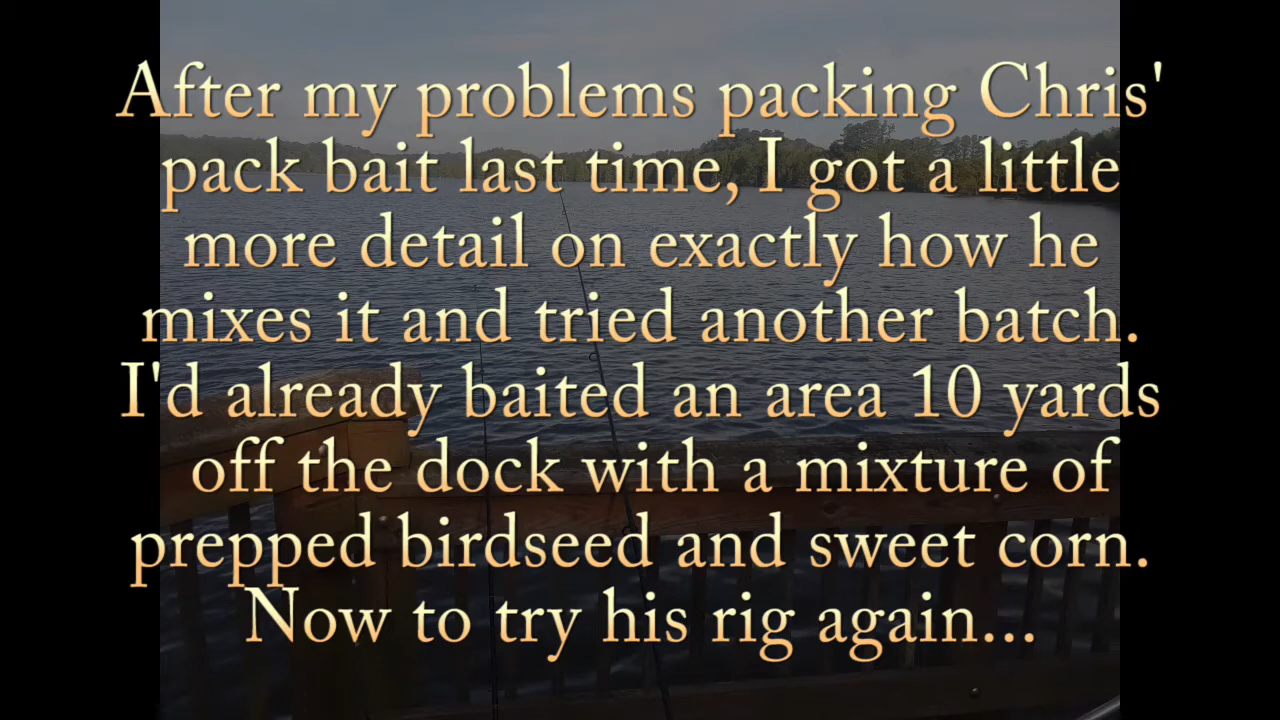 After my problems packing Chris'
pack bait last time, I got a little
more detail on exactly how he
mixes it and tried another batch.
I'd already baited an area 10 yards
off the dock with a mixture of
prepped birdseed and sweet corn.
Now to try his rig again...